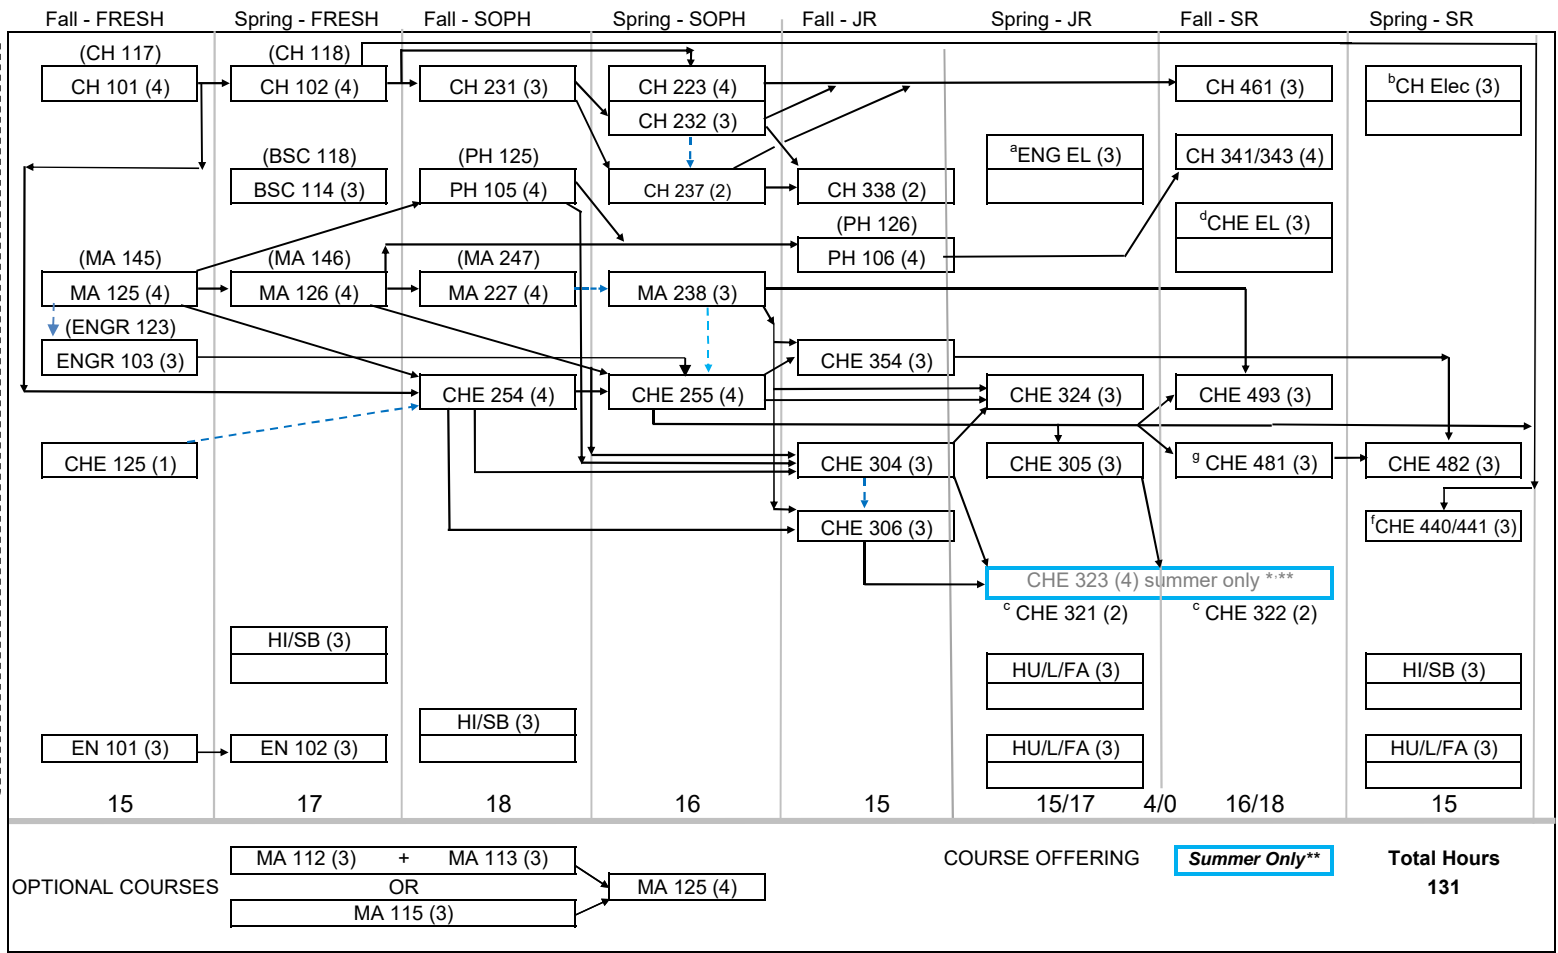 Fall - FRESH Spring - FRESH Fall - SOPH Spring - SOPH Fall - JR Spring - JR Fall - SR Spring - SR
(CH 117) (CH 118)
CH 101 (4) CH 102 (4) CH 231 (3) CH 223 (4) CH 461 (3) bCH Elec (3)
CH 232 (3)
(BSC 118) (PH 125) aENG EL (3) CH 341/343 (4)
BSC 114 (3) PH 105 (4) CH 237 (2) CH 338 (2)
(PH 126) dCHE EL (3)
(MA 145) (MA 146) (MA 247) PH 106 (4)
MA 125 (4) MA 126 (4) MA 227 (4) MA 238 (3)
(ENGR 123)
ENGR 103 (3) CHE 354 (3)
CHE 254 (4) CHE 255 (4) CHE 324 (3) CHE 493 (3)
CHE 125 (1) CHE 304 (3) CHE 305 (3) g CHE 481 (3) CHE 482 (3)
CHE 306 (3) fCHE 440/441 (3)
CHE 323 (4) summer only *,**
c CHE 321 (2) c CHE 322 (2)
HI/SB (3)
HU/L/FA (3) HI/SB (3)
HI/SB (3)
EN 101 (3) EN 102 (3) HU/L/FA (3) HU/L/FA (3)
15 17 18 16 15 15/17 4/0 16/18 15
MA 112 (3) + MA 113 (3) COURSE OFFERING Summer Only** Total Hours
OPTIONAL COURSES OR MA 125 (4) 131
MA 115 (3)